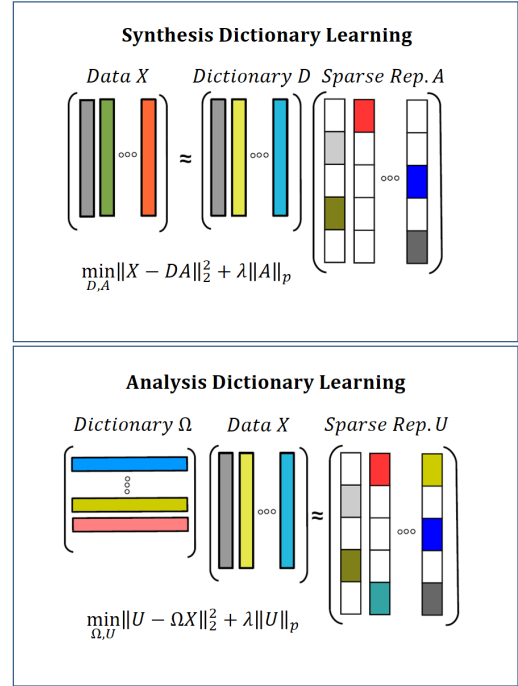 Synthesis Dictionary Learning
Data X Dictionary D Sparse Rep. A
≈
min‖X − DA‖₂² + λ‖A‖ₚ
D,A
Analysis Dictionary Learning
Dictionary Ω Data X Sparse Rep. U
≈
min‖U − ΩX‖₂² + λ‖U‖ₚ
Ω,U